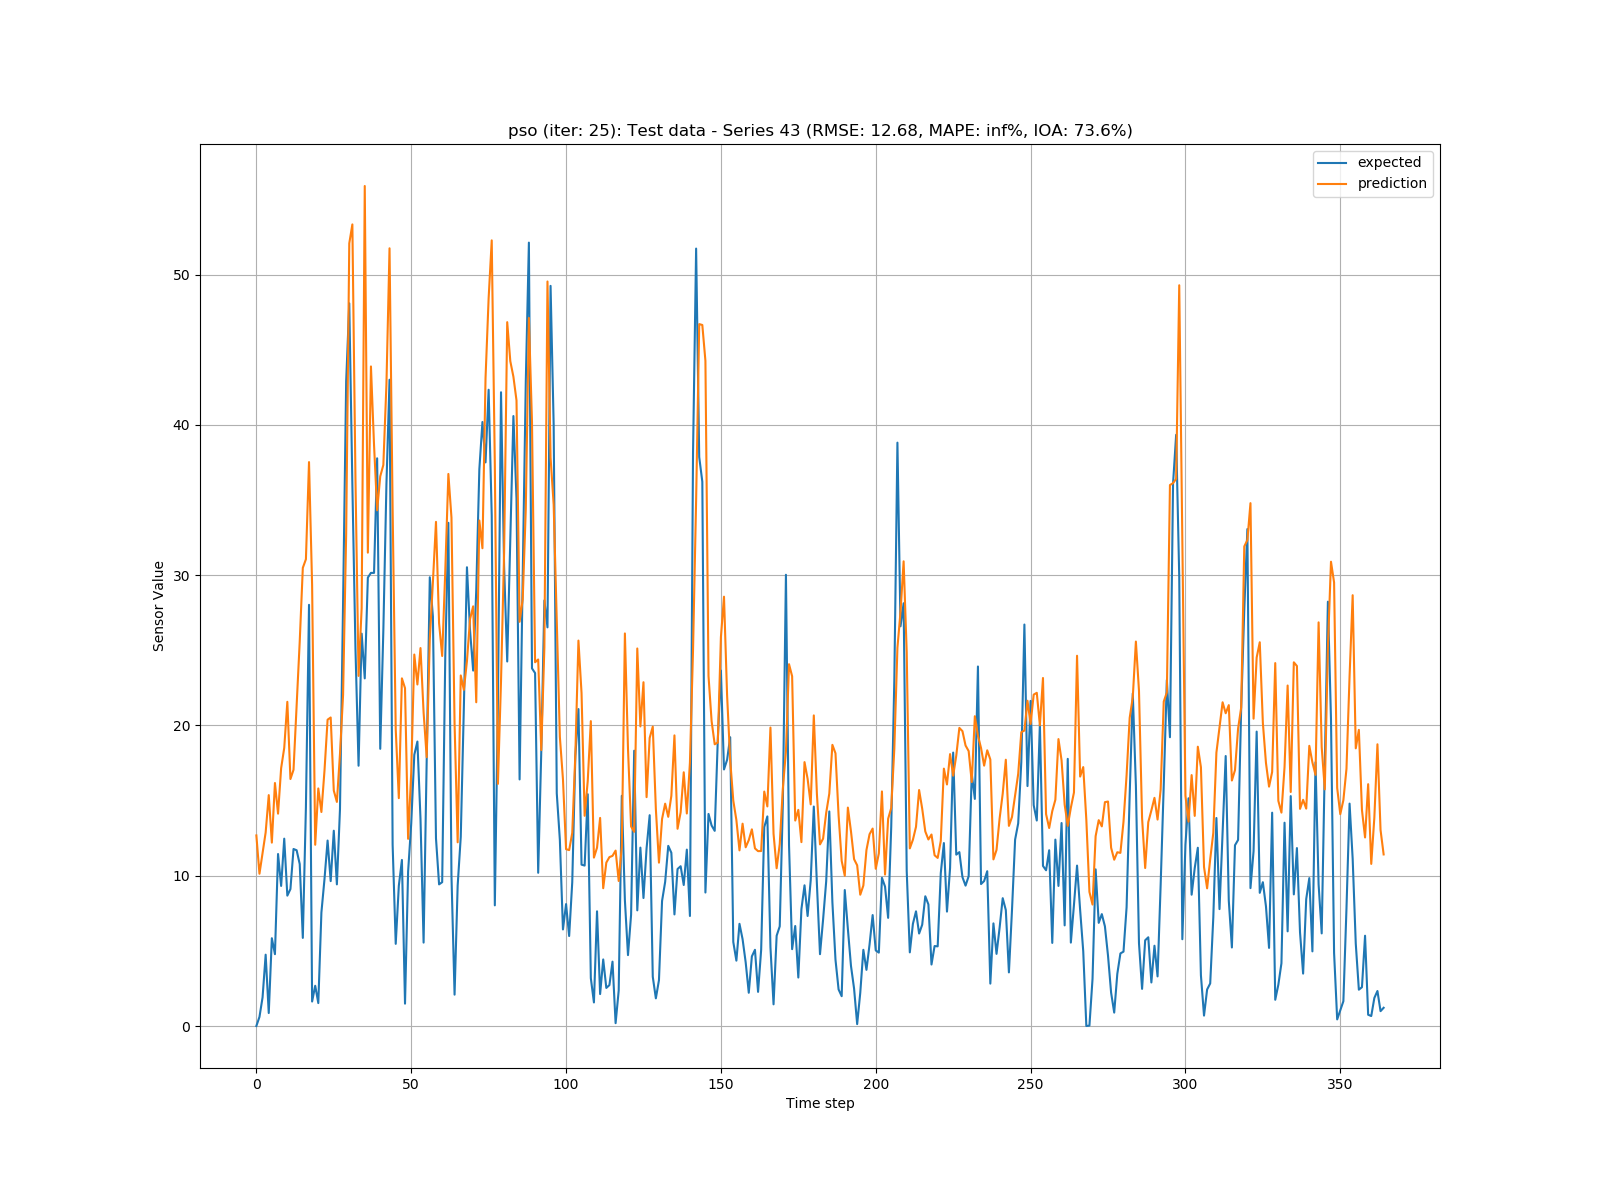 pso (iter: 25): Test data - Series 43 (RMSE: 12.68, MAPE: inf%, IOA: 73.6%)
expected
prediction
50
40
30
20
10
0
Sensor Value
0 50 100 150 200 250 300 350
Time step